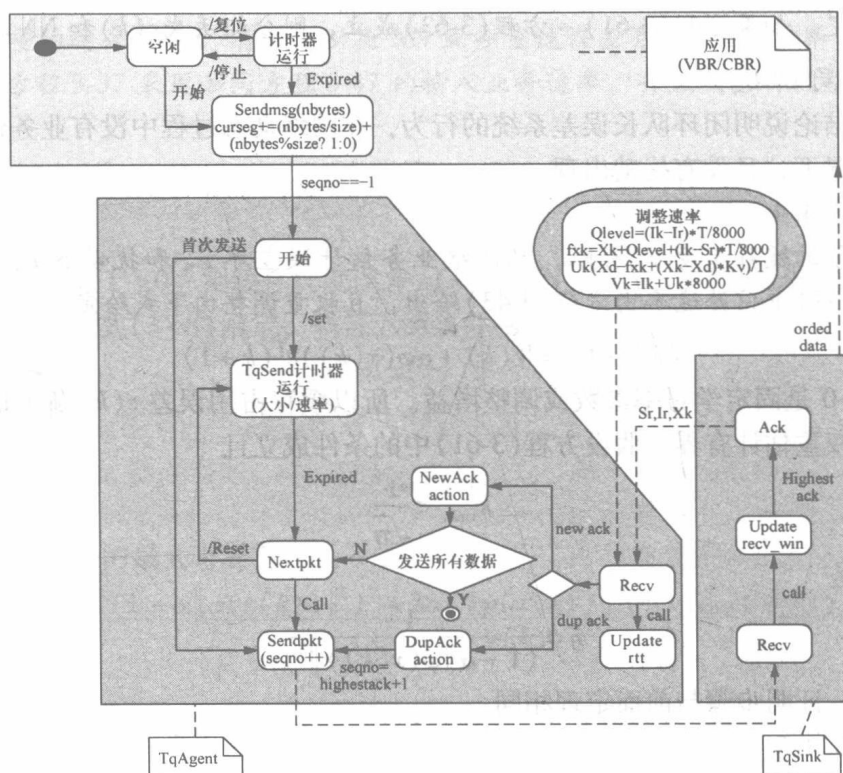 /复位
空闲
计时器
运行
/停止
开始
Expired
应用
(VBR/CBR)
Sendmsg(nbytes)
curseg+=(nbytes/size)+
(nbytes%size? 1:0)
seqno==-1
首次发送
开始
/set
TqSend计时器
运行
(大小/速率)
Expired
/Reset
Nextpkt
Call
Sendpkt
(seqno++)
NewAck
action
N
发送所有数据
Y
DupAck
action
seqno=
highestack+1
new ack
dup ack
调整速率
Qlevel=(Ik-Ir)*T/8000
fxk=Xk+Qlevel+(Ik-Sr)*T/8000
Uk(Xd-fxk+(Xk-Xd)*Kv)/T
Vk=Ik+Uk*8000
Recv
call
Update
rtt
orded
data
Sr,Ir,Xk
Ack
Highest
ack
Update
recv_win
call
Recv
TqAgent
TqSink